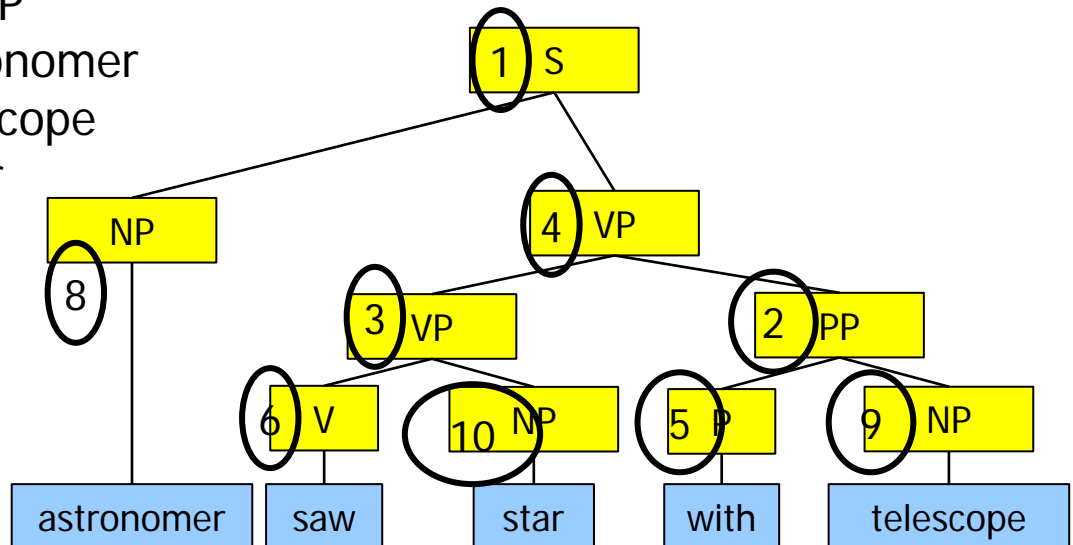 P
onomer
scope
1 S
NP
4 VP
8
3 VP
2 PP
6 V
10 NP
5 P
9 NP
astronomer saw star with telescope